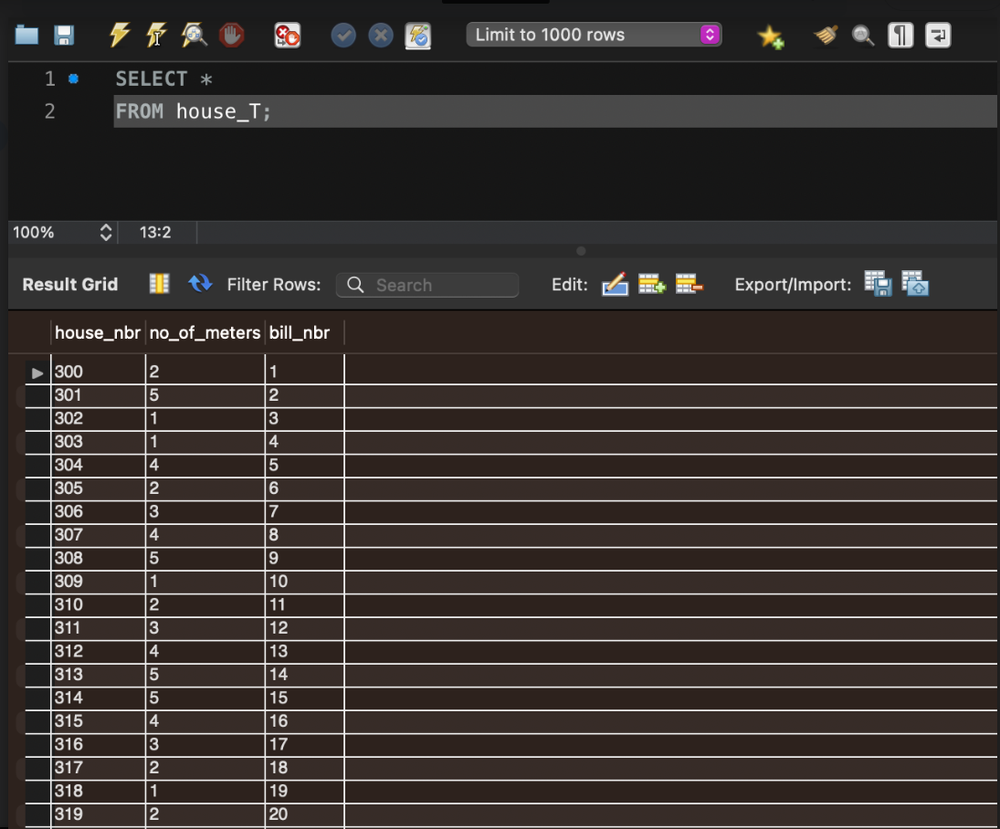 Limit to 1000 rows
1 SELECT *
2 FROM house_T;
100% 13:2
Result Grid Filter Rows: Search Edit: Export/Import:
house_nbr no_of_meters bill_nbr
300 2 1
301 5 2
302 1 3
303 1 4
304 4 5
305 2 6
306 3 7
307 4 8
308 5 9
309 1 10
310 2 11
311 3 12
312 4 13
313 5 14
314 5 15
315 4 16
316 3 17
317 2 18
318 1 19
319 2 20